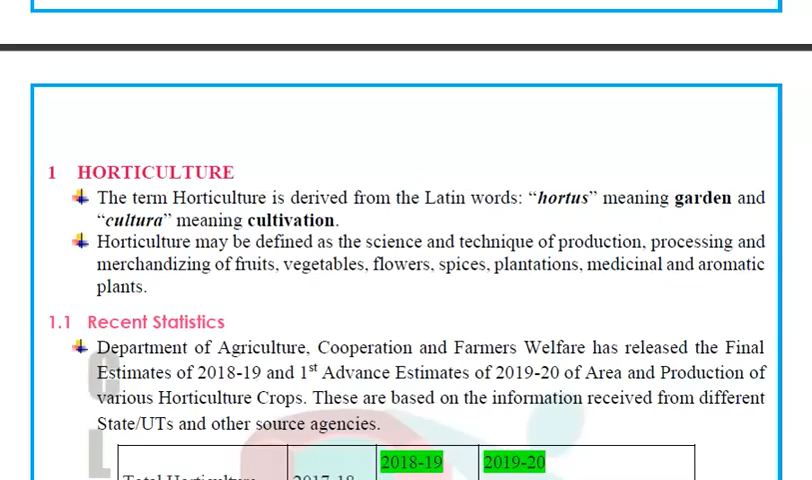 1 HORTICULTURE
The term Horticulture is derived from the Latin words: “hortus” meaning garden and
“cultura” meaning cultivation.
Horticulture may be defined as the science and technique of production, processing and
merchandizing of fruits, vegetables, flowers, spices, plantations, medicinal and aromatic
plants.
1.1 Recent Statistics
Department of Agriculture, Cooperation and Farmers Welfare has released the Final
Estimates of 2018-19 and 1st Advance Estimates of 2019-20 of Area and Production of
various Horticulture Crops. These are based on the information received from different
State/UTs and other source agencies.
2018-19 2019-20
Total Horticulture 2017-18